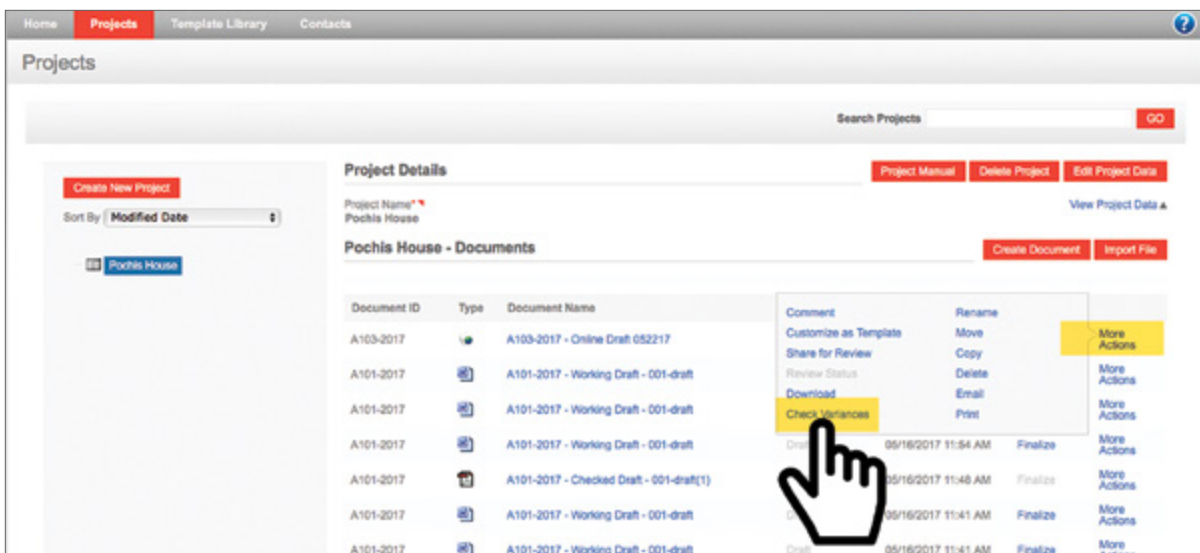 Home Projects Template Library Contacts
Projects
Search Projects GO
Create New Project
Sort By Modified Date
Pochis House
Project Details
Project Manual Delete Project Edit Project Data
Project Name*
View Project Data
Pochis House
Pochis House - Documents
Create Document Import File
Document ID Type Document Name
Comment Rename
Customize as Template Move
Share for Review Copy
Review Status Delete
Download Email
Check Variances Print
A103-2017 A103-2017 - Online Draft 052217 More Actions
A101-2017 A101-2017 - Working Draft - 001-draft More Actions
A101-2017 A101-2017 - Working Draft - 001-draft More Actions
A101-2017 A101-2017 - Working Draft - 001-draft 05/16/2017 11:54 AM Finalize More Actions
A101-2017 A101-2017 - Checked Draft - 001-draft(1) 05/16/2017 11:48 AM Finalize More Actions
A101-2017 A101-2017 - Working Draft - 001-draft 05/16/2017 11:41 AM Finalize More Actions
A101-2017 A101-2017 - Working Draft - 001-draft Draft 05/16/2017 11:41 AM Finalize More